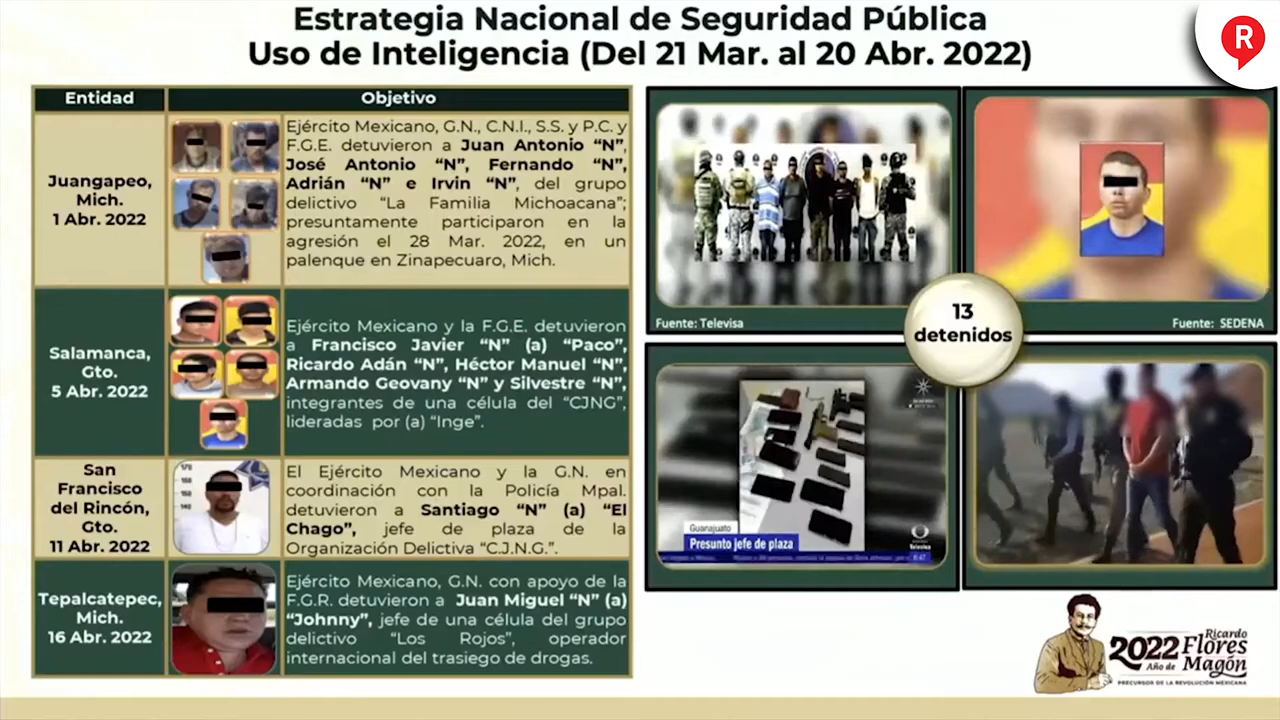 Estrategia Nacional de Seguridad Pública
Uso de Inteligencia (Del 21 Mar. al 20 Abr. 2022)
R
Entidad
Objetivo
Juangapeo,
Mich.
1 Abr. 2022
Ejército Mexicano, G.N., C.N.I., S.S. y P.C. y
F.G.E. detuvieron a Juan Antonio “N”,
José Antonio “N”, Fernando “N”,
Adrián “N” e Irvin “N”, del grupo
delictivo “La Familia Michoacana”;
presuntamente participaron en la
agresión el 28 Mar. 2022, en un
palenque en Zinapecuaro, Mich.
Salamanca,
Gto.
5 Abr. 2022
Ejército Mexicano y la F.G.E. detuvieron
a Francisco Javier “N” (a) “Paco”,
Ricardo Adán “N”, Héctor Manuel “N”,
Armando Geovany “N” y Silvestre “N”,
integrantes de una célula del “CJNG”,
lideradas por (a) “Inge”.
San
Francisco
del Rincón,
Gto.
11 Abr. 2022
El Ejército Mexicano y la G.N. en
coordinación con la Policía Mpal.
detuvieron a Santiago “N” (a) “El
Chago”, jefe de plaza de la
Organización Delictiva “C.J.N.G.”.
Tepalcatepec,
Mich.
16 Abr. 2022
Ejército Mexicano, G.N. con apoyo de la
F.G.R. detuvieron a Juan Miguel “N” (a)
“Johnny”, jefe de una célula del grupo
delictivo “Los Rojos”, operador
internacional del trasiego de drogas.
Fuente: Televisa
Fuente: SEDENA
13
detenidos
Guanajuato
Presunto jefe de plaza
Televisa
2022
Año de
Ricardo
Flores
Magón
PRECURSOR DE LA REVOLUCIÓN MEXICANA